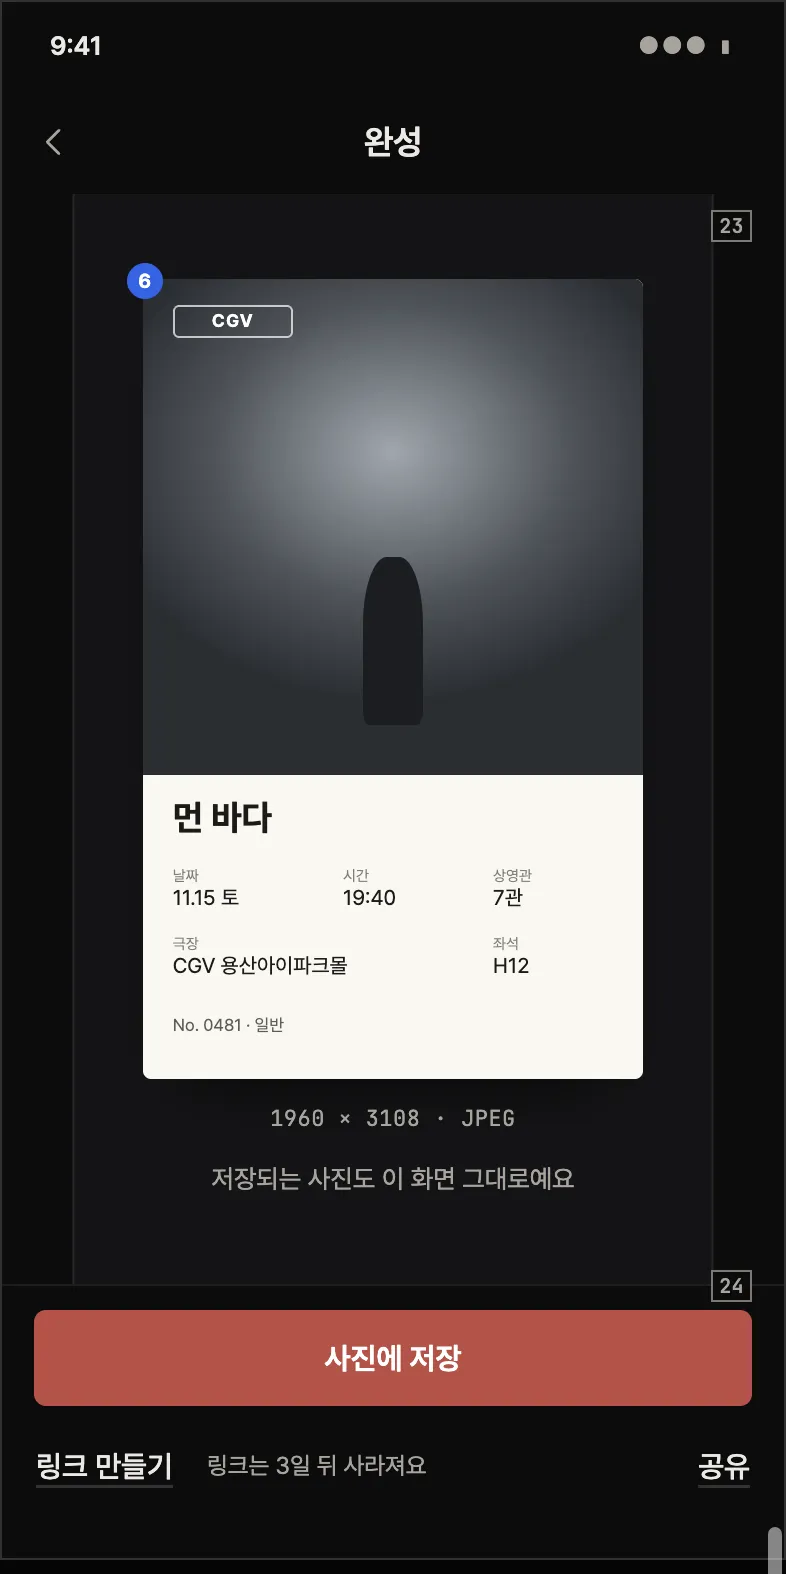 9:41
완성
23
6
CGV
먼 바다
날짜 시간 상영관
11.15 토 19:40 7관
극장 좌석
CGV 용산아이파크몰 H12
No. 0481 · 일반
1960 × 3108 · JPEG
저장되는 사진도 이 화면 그대로예요
24
사진에 저장
링크 만들기 링크는 3일 뒤 사라져요 공유